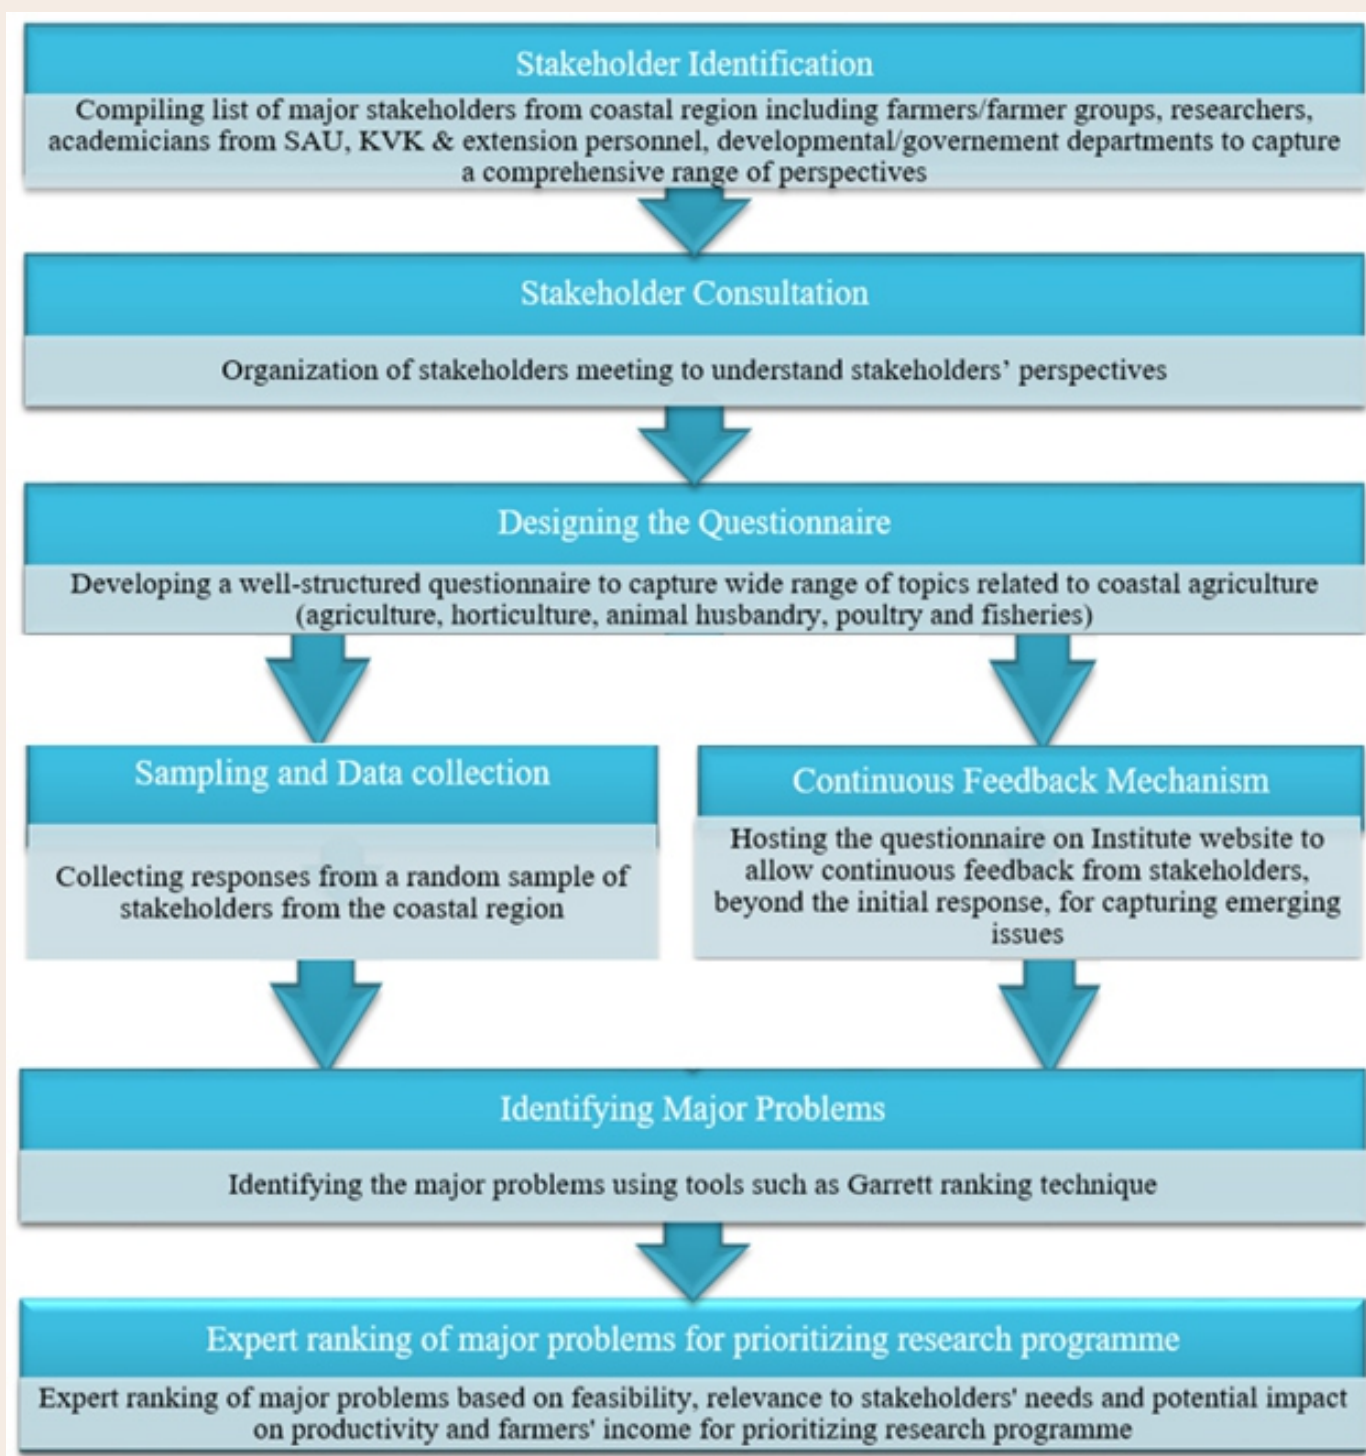 Stakeholder Identification
Compiling list of major stakeholders from coastal region including farmers/farmer groups, researchers,
academicians from SAU, KVK & extension personnel, developmental/governement departments to capture
a comprehensive range of perspectives
Stakeholder Consultation
Organization of stakeholders meeting to understand stakeholders’ perspectives
Designing the Questionnaire
Developing a well-structured questionnaire to capture wide range of topics related to coastal agriculture
(agriculture, horticulture, animal husbandry, poultry and fisheries)
Sampling and Data collection
Collecting responses from a random sample of
stakeholders from the coastal region
Continuous Feedback Mechanism
Hosting the questionnaire on Institute website to
allow continuous feedback from stakeholders,
beyond the initial response, for capturing emerging
issues
Identifying Major Problems
Identifying the major problems using tools such as Garrett ranking technique
Expert ranking of major problems for prioritizing research programme
Expert ranking of major problems based on feasibility, relevance to stakeholders' needs and potential impact
on productivity and farmers' income for prioritizing research programme